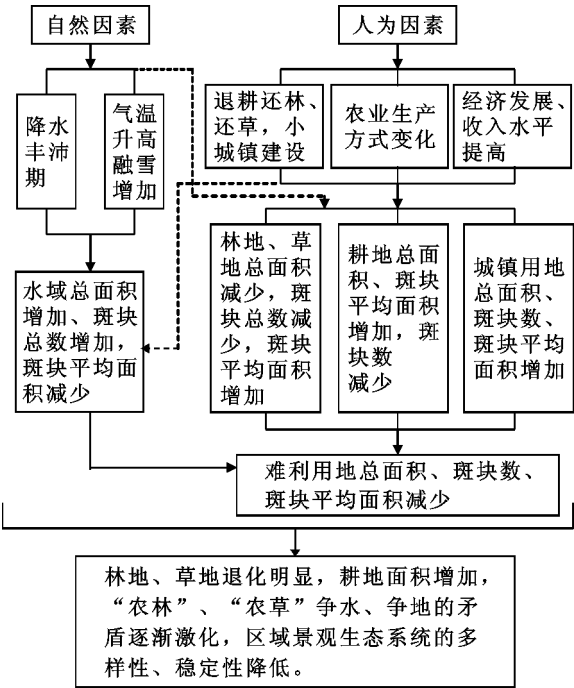 自然因素
人为因素
降水
丰沛
期
气温
升高
融雪
增加
退耕还林、
还草，小
城镇建设
农业生产
方式变化
经济发展、
收入水平
提高
水域总面积
增加、斑块
总数增加，
斑块平均面
积减少
林地、草
地总面积
减少，斑
块总数减
少，斑块
平均面积
增加
耕地总面
积、斑块
平均面积
增加，斑
块数
减少
城镇用地
总面积、
斑块数、
斑块平均
面积增加
难利用地总面积、斑块数、
斑块平均面积减少
林地、草地退化明显，耕地面积增加，
“农林”、“农草”争水、争地的矛
盾逐渐激化，区域景观生态系统的多
样性、稳定性降低。